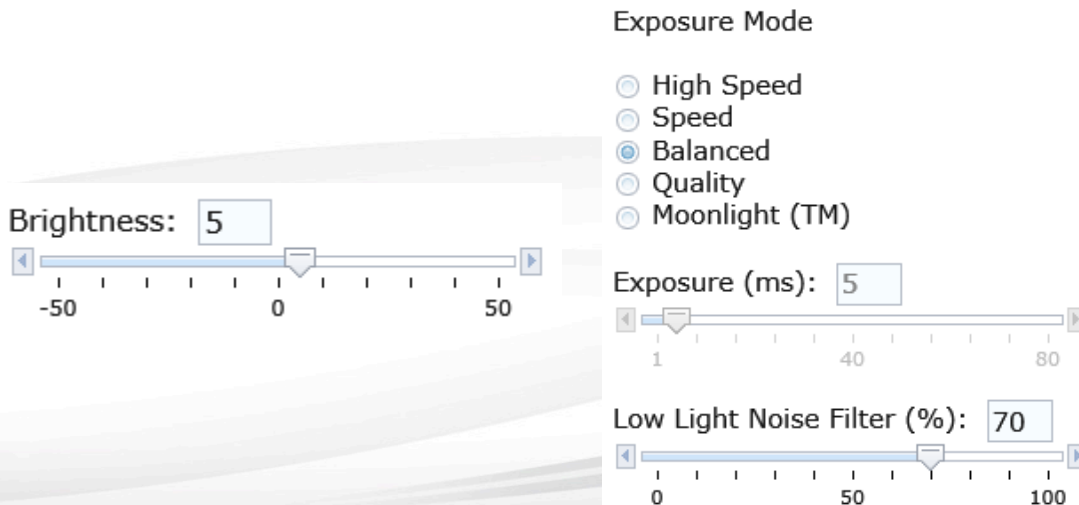 Brightness: 5
-50 0 50
Exposure Mode
High Speed
Speed
Balanced
Quality
Moonlight (TM)
Exposure (ms): 5
1 40 80
Low Light Noise Filter (%): 70
0 50 100